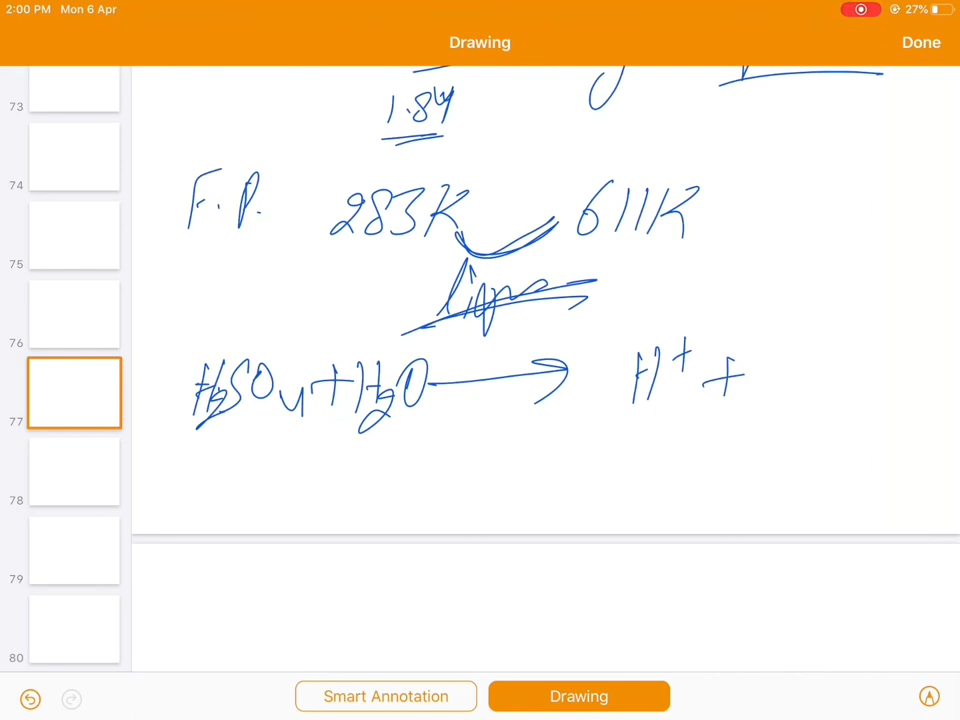 2:00 PM Mon 6 Apr
27%
Drawing
Done
1.84
F.P. 283K 611K
H2SO4 + H2O → H+ +
73
74
75
76
77
78
79
80
Smart Annotation
Drawing